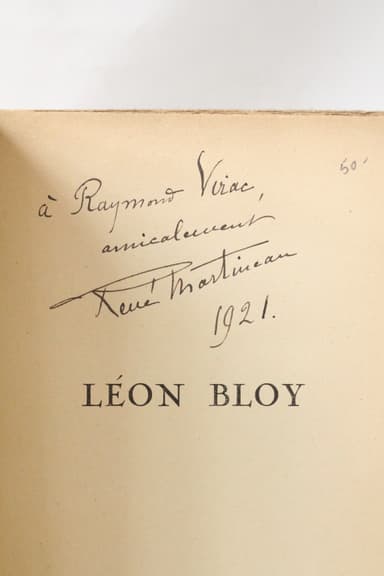 50'
à Raymond Virac,
amicalement
René Martineau
1921.
LÉON BLOY